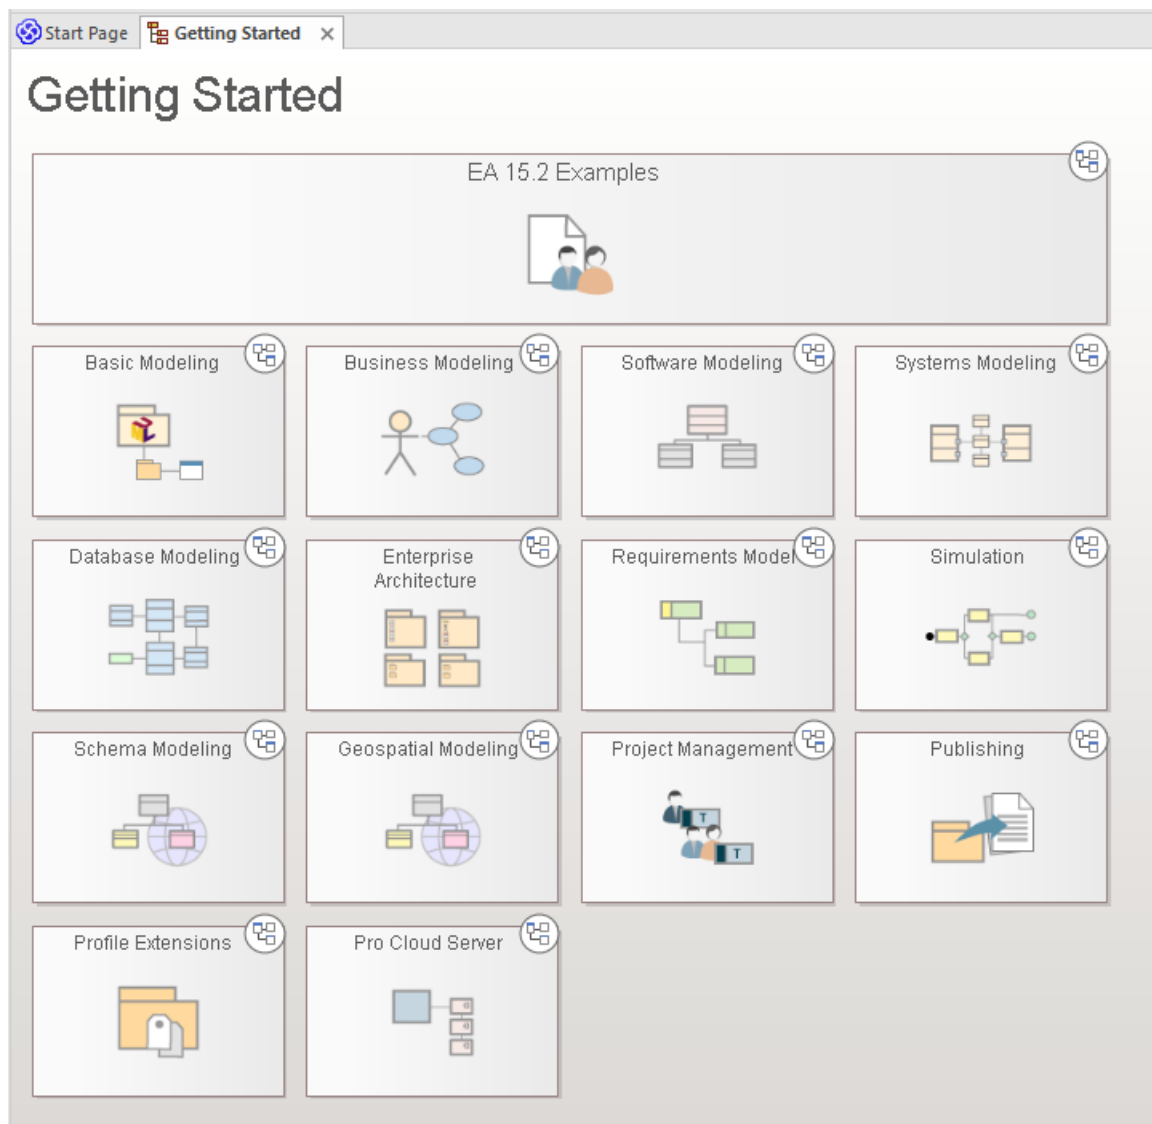 Start Page
Getting Started
Getting Started
EA 15.2 Examples
Basic Modeling
Business Modeling
Software Modeling
Systems Modeling
Database Modeling
Enterprise
Architecture
Requirements Model
Simulation
Schema Modeling
Geospatial Modeling
Project Management
T
T
Publishing
Profile Extensions
Pro Cloud Server